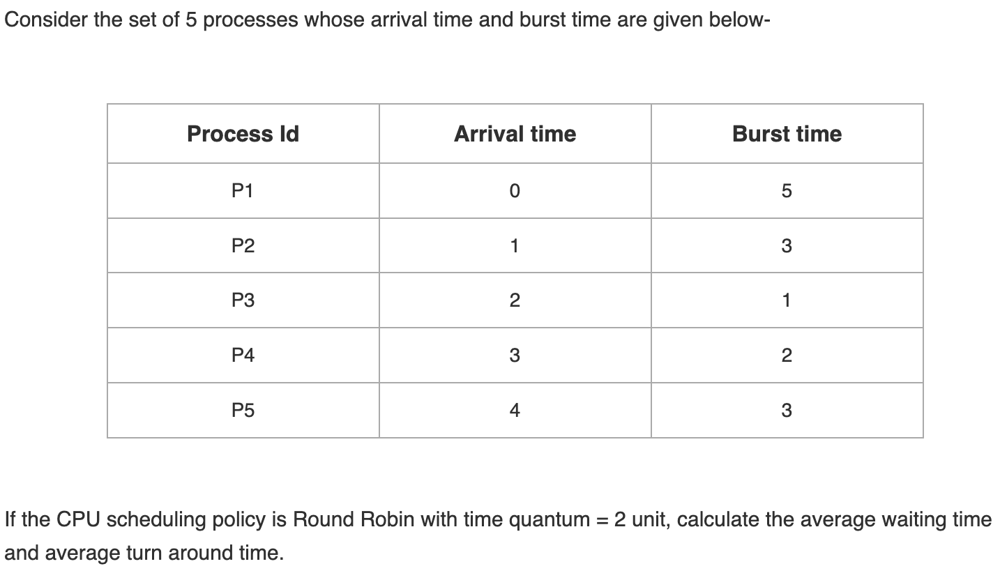 Consider the set of 5 processes whose arrival time and burst time are given below-
Process Id Arrival time Burst time
P1 0 5
P2 1 3
P3 2 1
P4 3 2
P5 4 3
If the CPU scheduling policy is Round Robin with time quantum = 2 unit, calculate the average waiting time
and average turn around time.